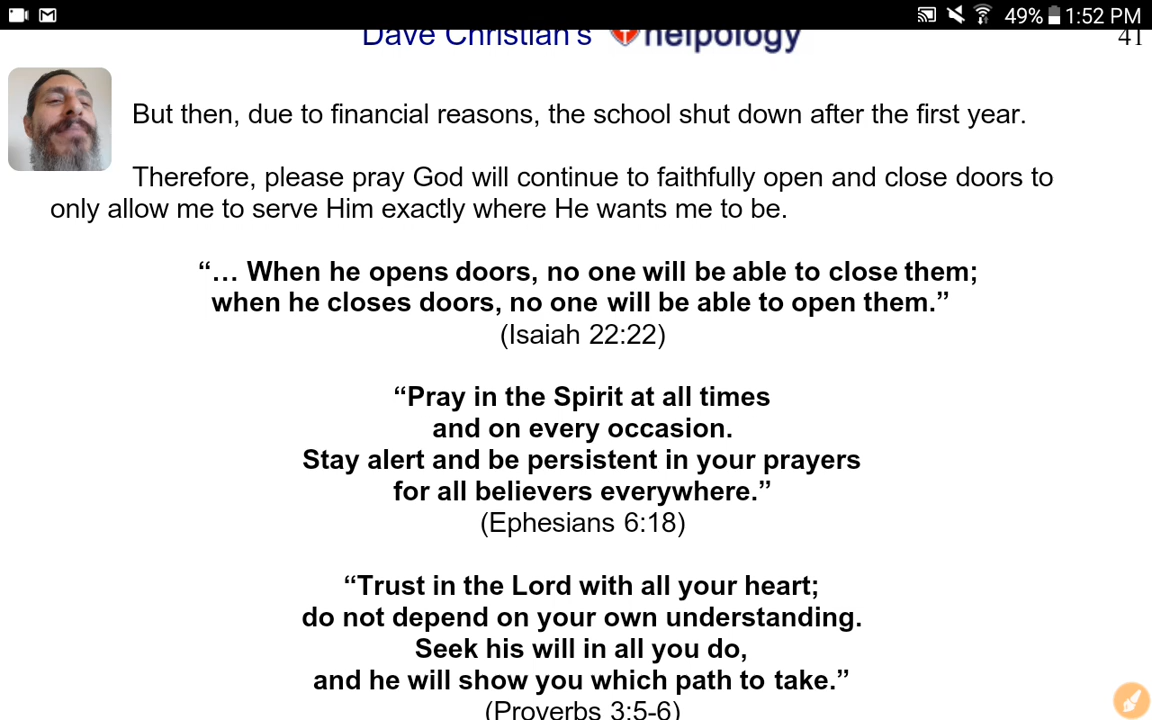 49% 1:52 PM
Dave Christian's helpology 41
But then, due to financial reasons, the school shut down after the first year.
Therefore, please pray God will continue to faithfully open and close doors to
only allow me to serve Him exactly where He wants me to be.
“… When he opens doors, no one will be able to close them;
when he closes doors, no one will be able to open them.”
(Isaiah 22:22)
“Pray in the Spirit at all times
and on every occasion.
Stay alert and be persistent in your prayers
for all believers everywhere.”
(Ephesians 6:18)
“Trust in the Lord with all your heart;
do not depend on your own understanding.
Seek his will in all you do,
and he will show you which path to take.”
(Proverbs 3:5-6)